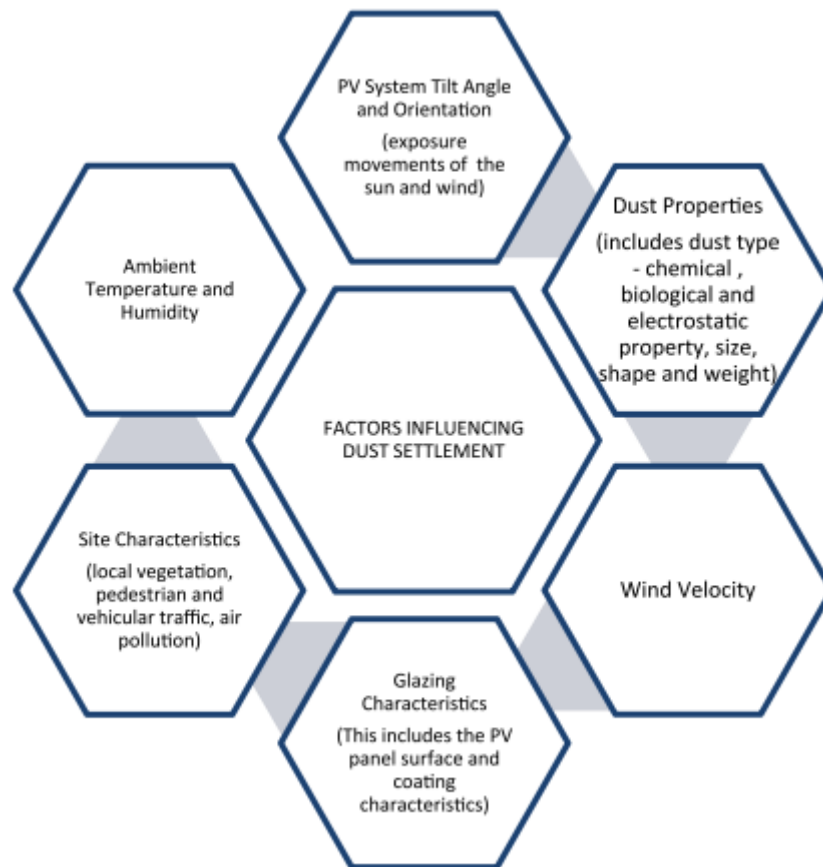 PV System Tilt Angle
and Orientation
(exposure
movements of the
sun and wind)
Dust Properties
(includes dust type
- chemical ,
biological and
electrostatic
property, size,
shape and weight)
Ambient
Temperature and
Humidity
FACTORS INFLUENCING
DUST SETTLEMENT
Site Characteristics
(local vegetation,
pedestrian and
vehicular traffic, air
pollution)
Wind Velocity
Glazing
Characteristics
(This includes the PV
panel surface and
coating
characteristics)